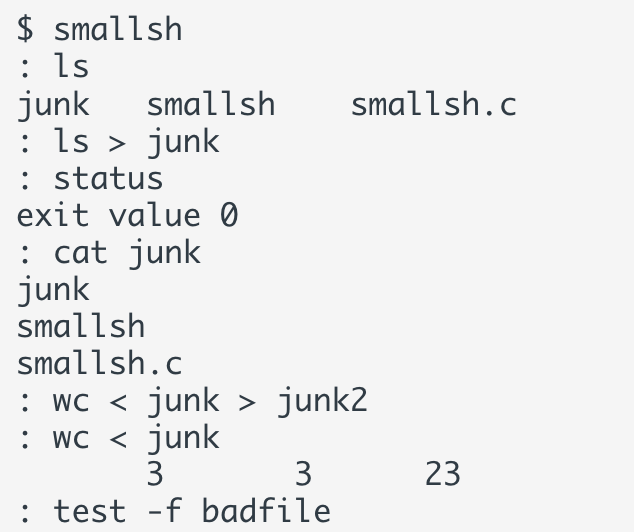 $ smallsh
: ls
junk   smallsh    smallsh.c
: ls > junk
: status
exit value 0
: cat junk
junk
smallsh
smallsh.c
: wc < junk > junk2
: wc < junk
       3       3      23
: test -f badfile